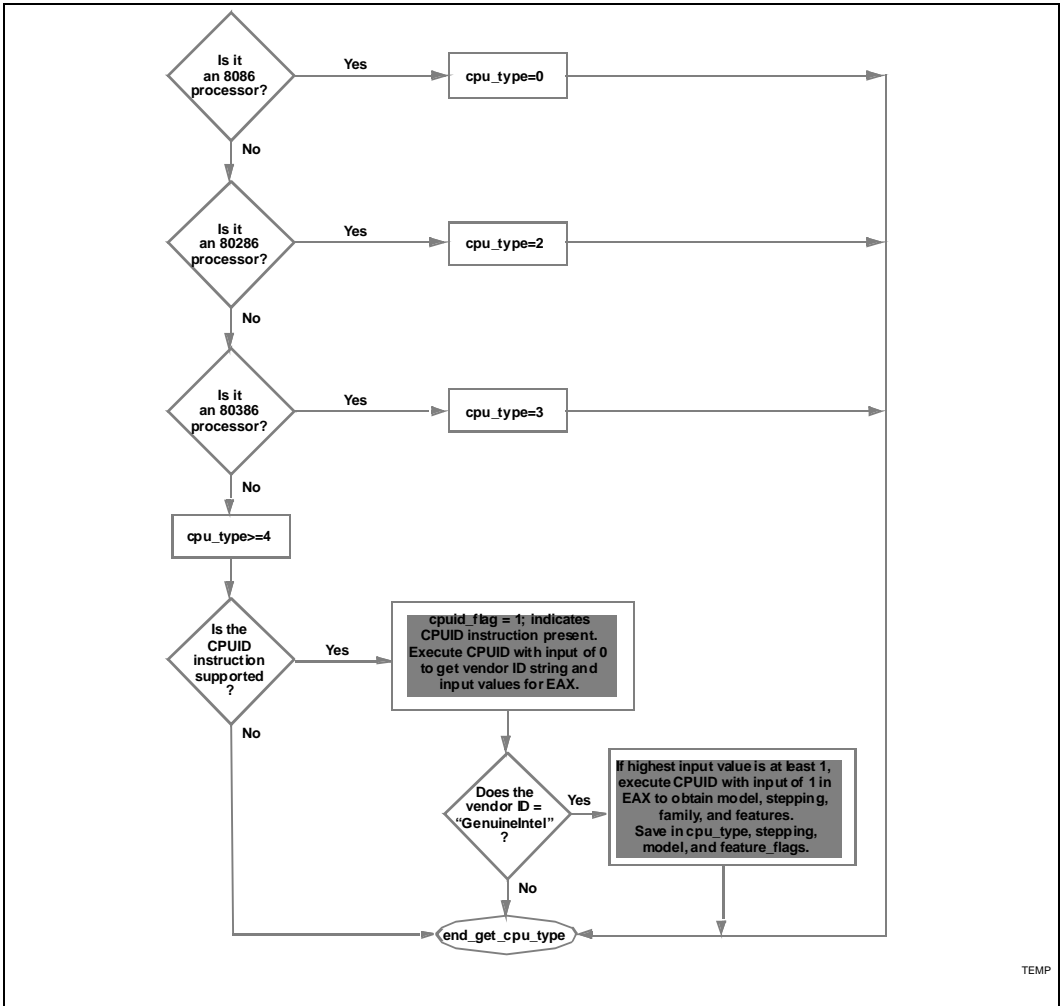 Is it
an 8086
processor?
Yes
cpu_type=0
No
Is it
an 80286
processor?
Yes
cpu_type=2
No
Is it
an 80386
processor?
Yes
cpu_type=3
No
cpu_type>=4
Is the
CPUID
instruction
supported
?
Yes
cpuid_flag = 1; indicates
CPUID instruction present.
Execute CPUID with input of 0
to get vendor ID string and
input values for EAX.
No
Does the
vendor ID =
“GenuineIntel”
?
Yes
If highest input value is at least 1,
execute CPUID with input of 1 in
EAX to obtain model, stepping,
family, and features.
Save in cpu_type, stepping,
model, and feature_flags.
No
end_get_cpu_type
TEMP